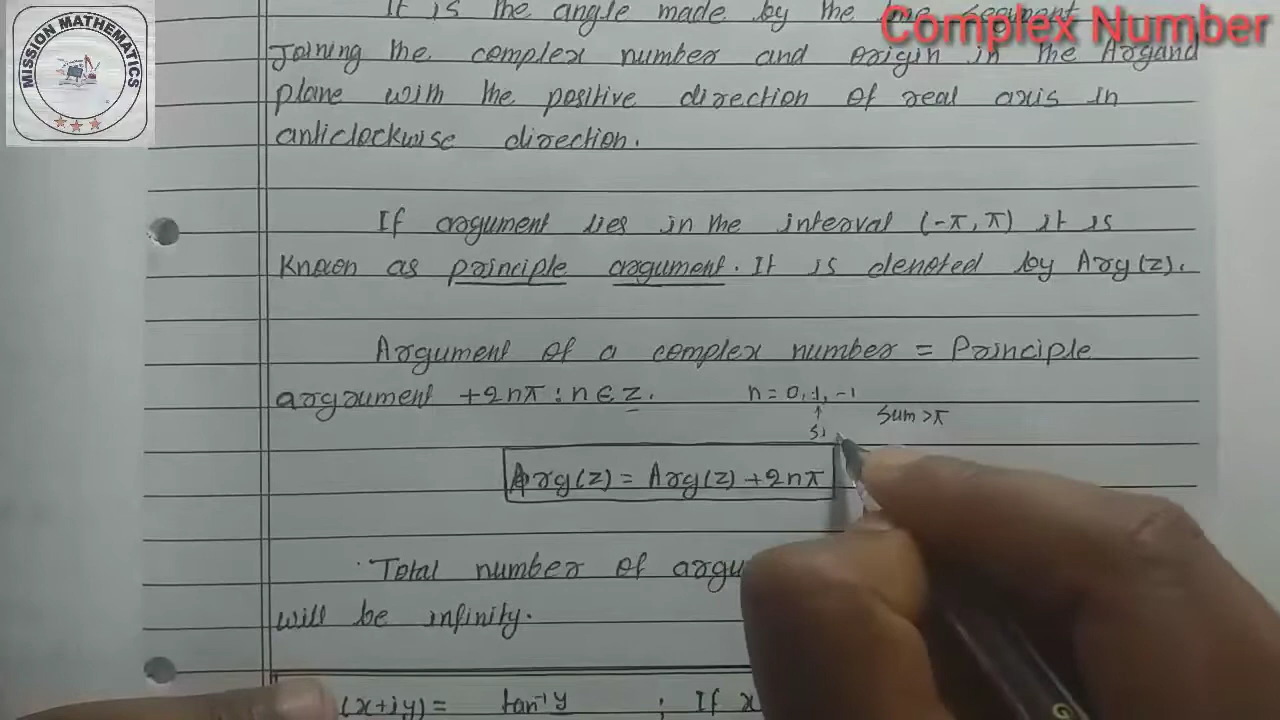 MISSION MATHEMATICS
Complex Number
It is the angle made by the line segment
Joining the complex number and origin in the Argand
plane with the positive direction of real axis in
anticlockwise direction.
If argument lies in the interval (-π, π) it is
Known as principle argument. It is denoted by Arg(z).
Argument of a complex number = Principle
argument +2nπ : n∈z.
n = 0, 1, -1
Sum > π
Arg(z) = Arg(z) + 2nπ
Total number of argu
will be infinity.
(x+iy) = tan⁻¹y ; If x